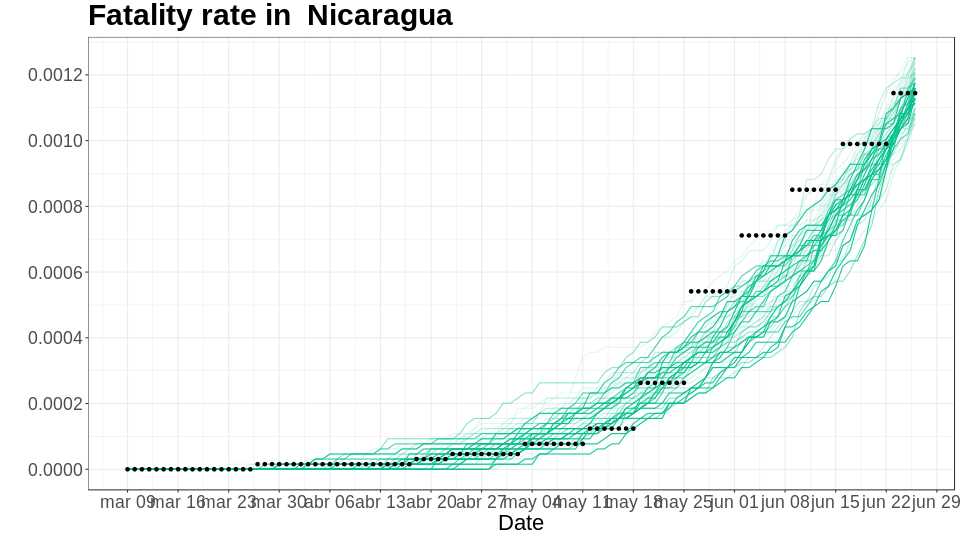 Fatality rate in  Nicaragua
0.0012
0.0010
0.0008
0.0006
0.0004
0.0002
0.0000
mar 09 mar 16 mar 23 mar 30 abr 06 abr 13 abr 20 abr 27 may 04 may 11 may 18 may 25 jun 01 jun 08 jun 15 jun 22 jun 29
Date